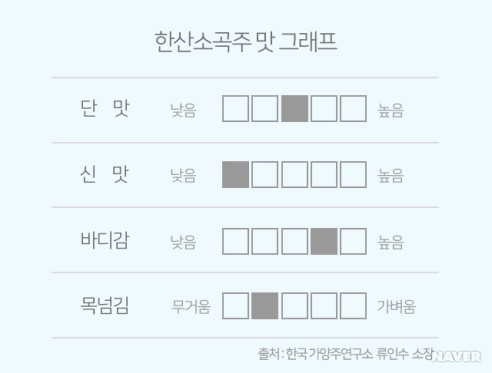 한산소곡주 맛 그래프
단 맛 낮음 높음
신 맛 낮음 높음
바디감 낮음 높음
목넘김 무거움 가벼움
출처 : 한국가양주연구소 류인수 소장
NAVER